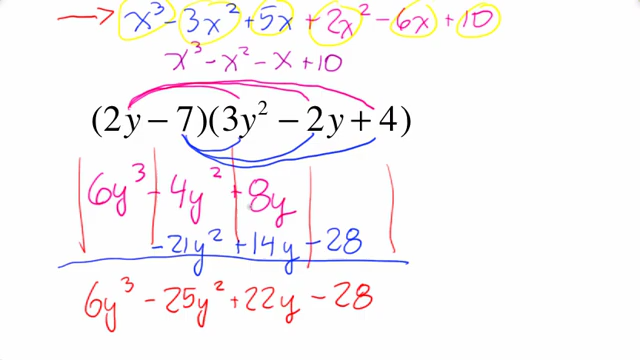 → x³ - 3x² + 5x + 2x² - 6x + 10
x³ - x² - x + 10
(2y − 7)(3y² − 2y + 4)
6y³ - 4y² + 8y
- 21y² + 14y - 28
6y³ - 25y² + 22y - 28